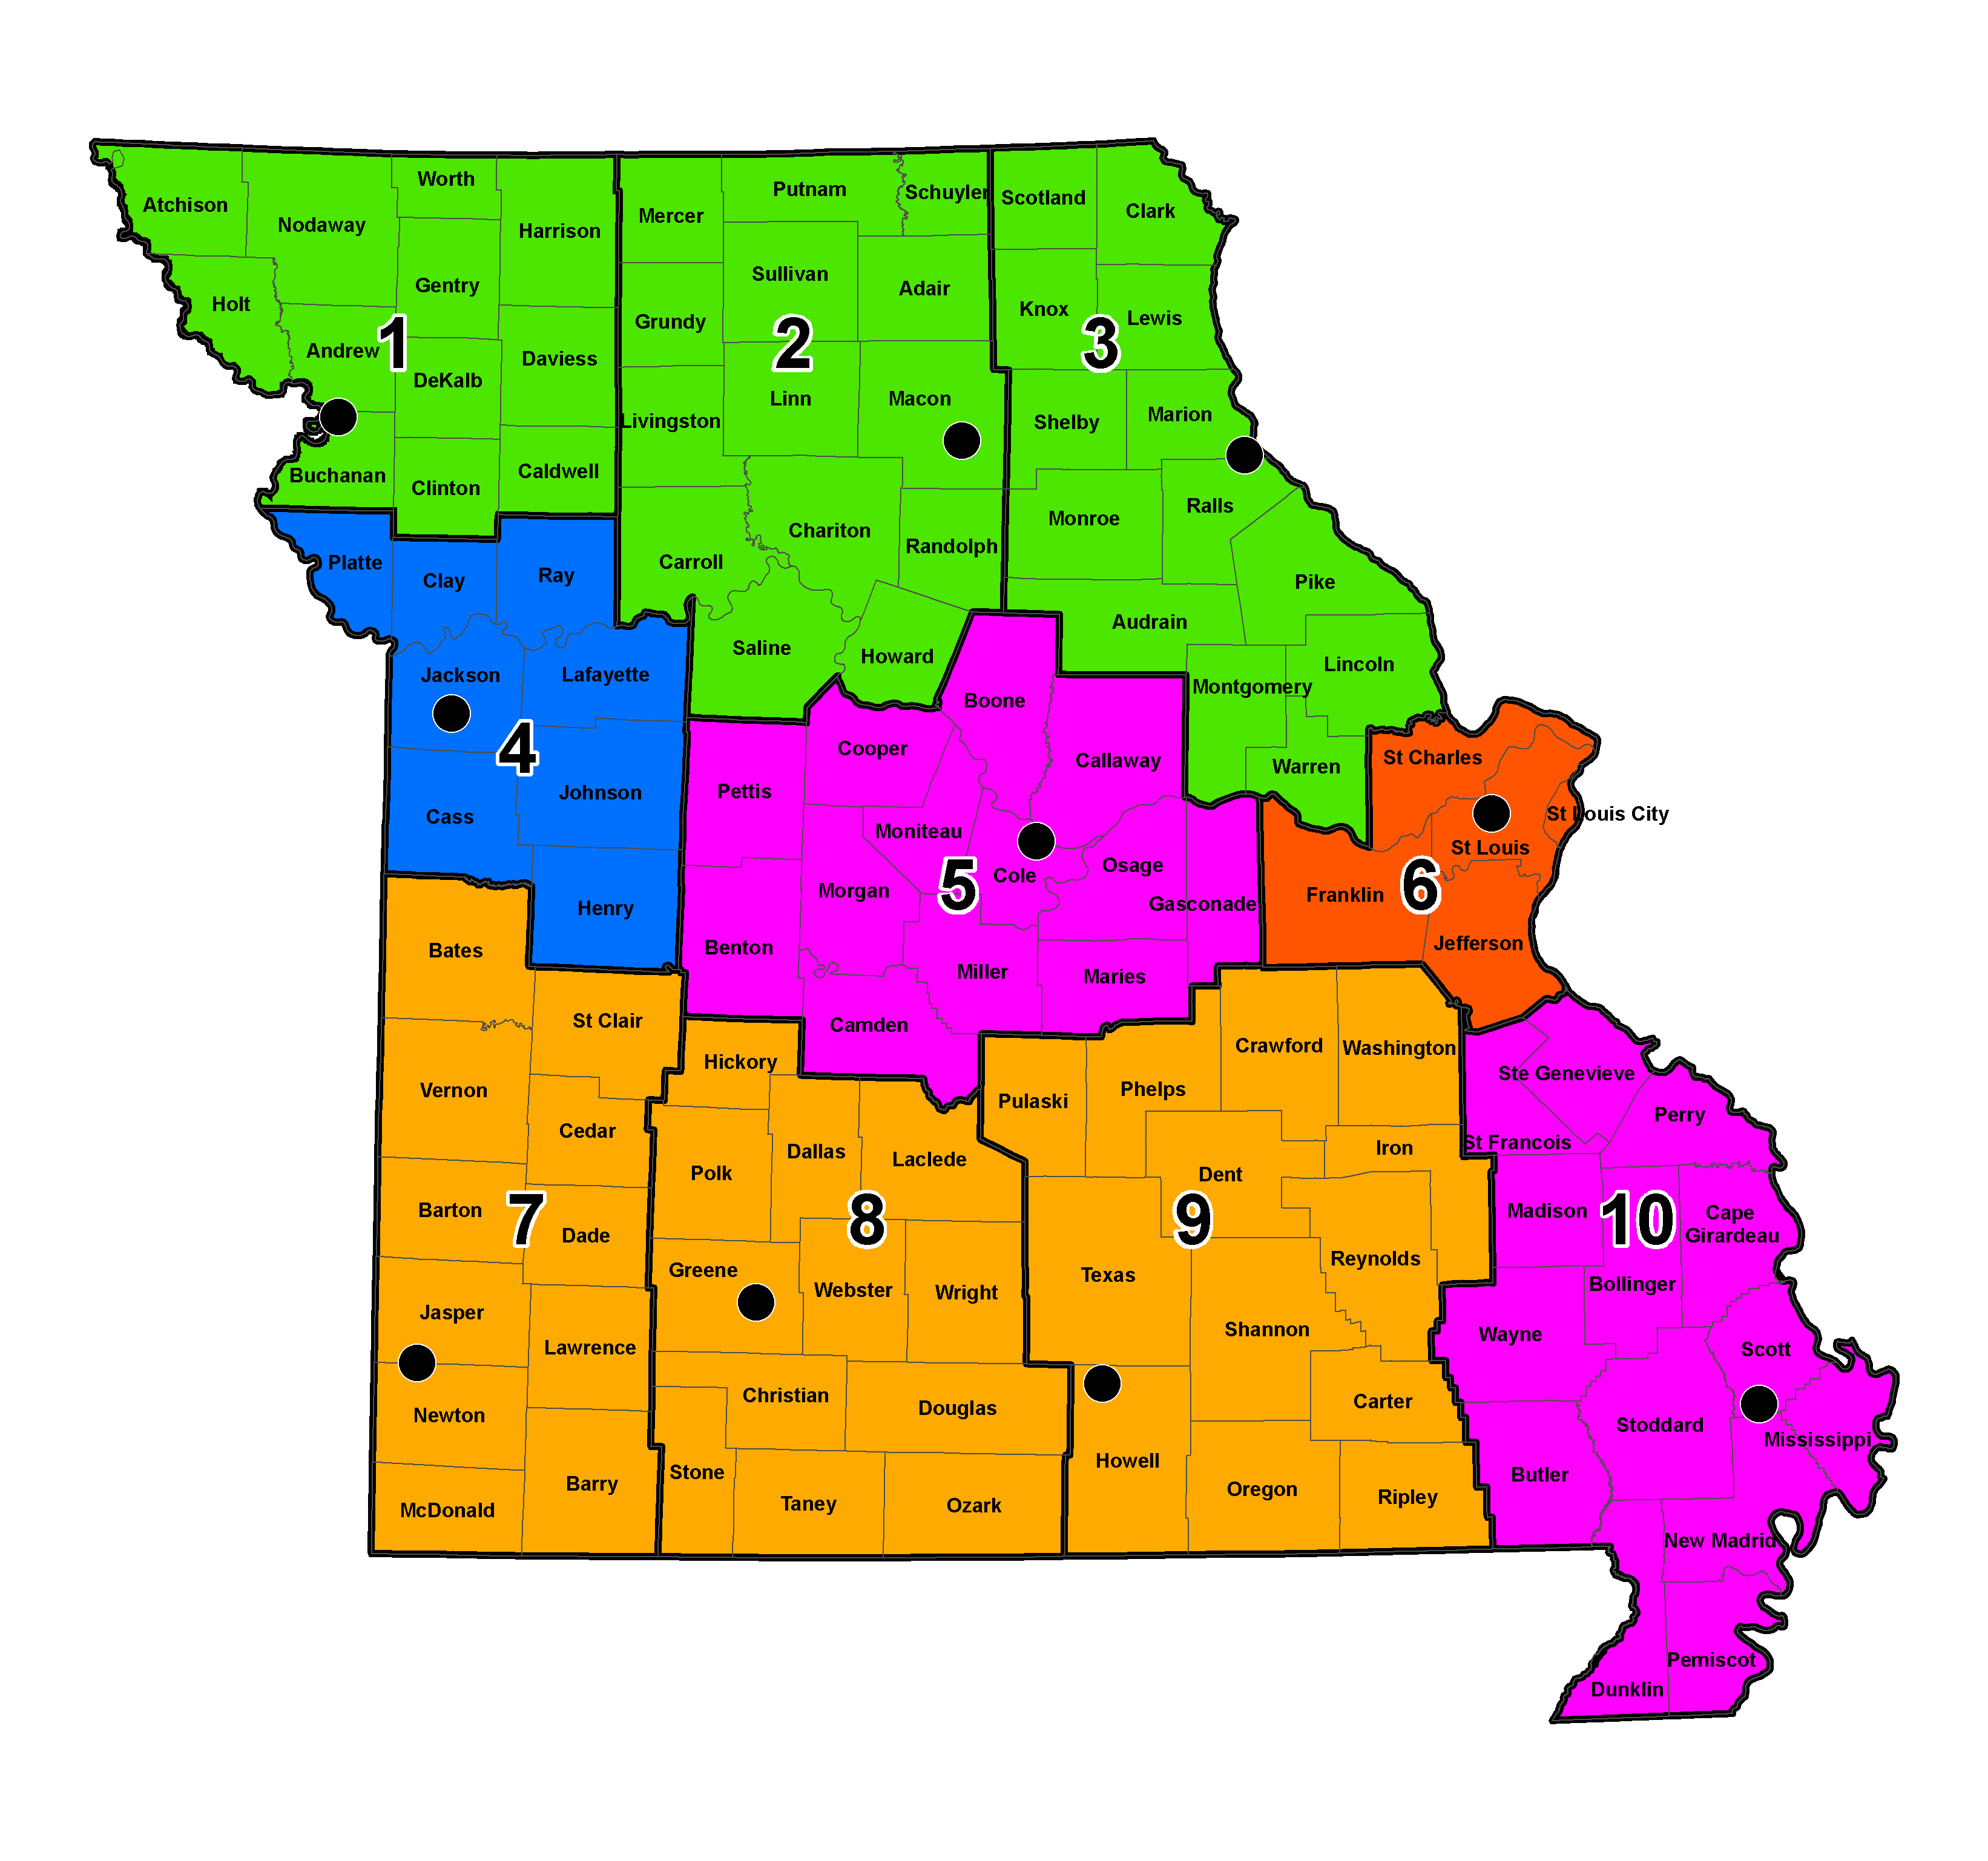 Worth
Putnam
Schuyler
Scotland
Clark
Atchison
Nodaway
Harrison
Mercer
Sullivan
Adair
Gentry
Holt
Knox
Lewis
Grundy
1
2
3
Andrew
Daviess
DeKalb
Linn
Macon
Livingston
Shelby
Marion
Buchanan
Clinton
Caldwell
Chariton
Monroe
Ralls
Randolph
Platte
Clay
Ray
Carroll
Pike
Audrain
Saline
Howard
Lincoln
Jackson
Lafayette
Boone
Montgomery
4
Cooper
Callaway
St Charles
Warren
Cass
Johnson
Pettis
Moniteau
St Louis City
St Louis
Morgan
5
Cole
Osage
Gasconade
Franklin
6
Henry
Jefferson
Bates
Benton
Miller
Maries
St Clair
Camden
Hickory
Crawford
Washington
Ste Genevieve
Vernon
Pulaski
Phelps
Perry
Cedar
Dallas
Laclede
Iron
St Francois
Polk
Dent
Barton
7
Dade
8
9
Madison
10
Cape
Girardeau
Greene
Webster
Wright
Texas
Reynolds
Bollinger
Jasper
Lawrence
Shannon
Wayne
Scott
Newton
Christian
Douglas
Carter
Stoddard
Mississippi
McDonald
Barry
Stone
Taney
Ozark
Howell
Oregon
Ripley
Butler
New Madrid
Pemiscot
Dunklin